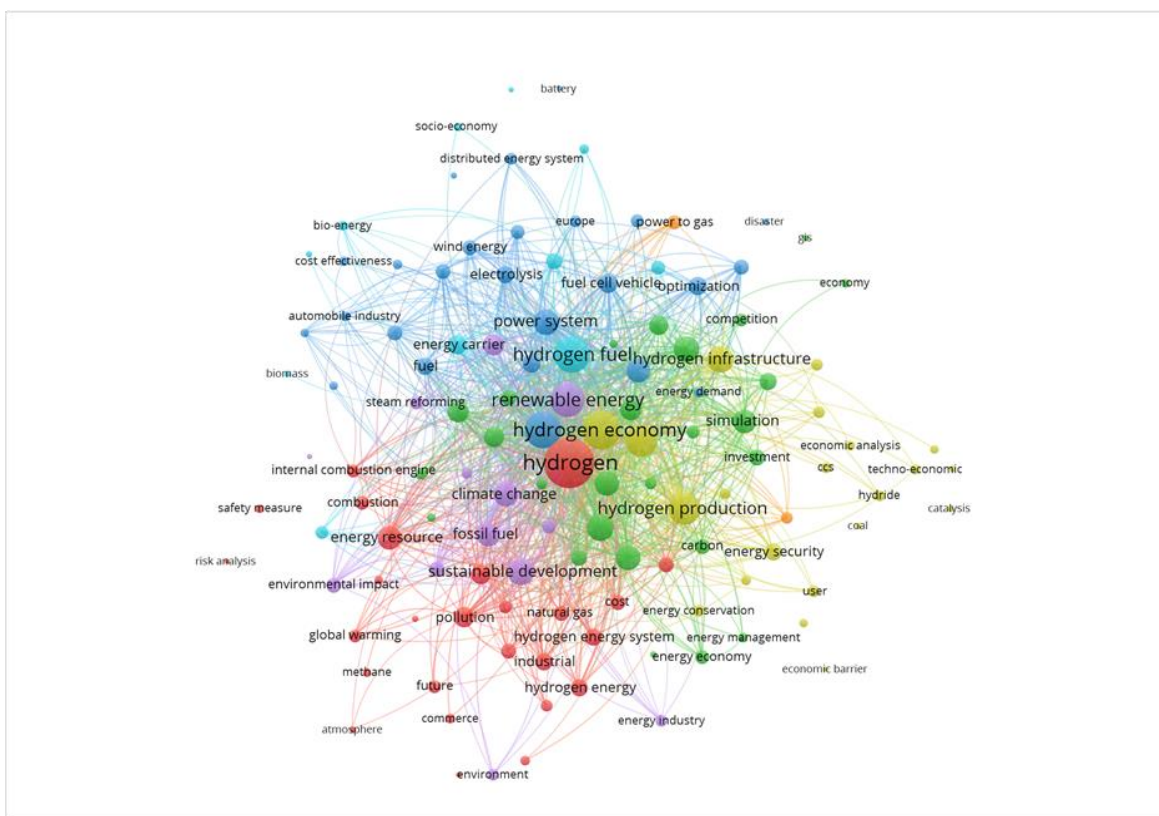 battery
socio-economy
distributed energy system
bio-energy
europe
power to gas
disaster
gis
wind energy
cost effectiveness
electrolysis
fuel cell vehicle
optimization
economy
automobile industry
power system
competition
energy carrier
hydrogen fuel
hydrogen infrastructure
fuel
biomass
energy demand
steam reforming
renewable energy
simulation
hydrogen economy
economic analysis
investment
hydrogen
internal combustion engine
ccs
techno-economic
climate change
hydride
combustion
safety measure
hydrogen production
catalysis
coal
fossil fuel
energy resource
carbon
energy security
risk analysis
sustainable development
environmental impact
user
cost
natural gas
energy conservation
pollution
global warming
hydrogen energy system
energy management
industrial
energy economy
economic barrier
methane
future
hydrogen energy
commerce
energy industry
atmosphere
environment